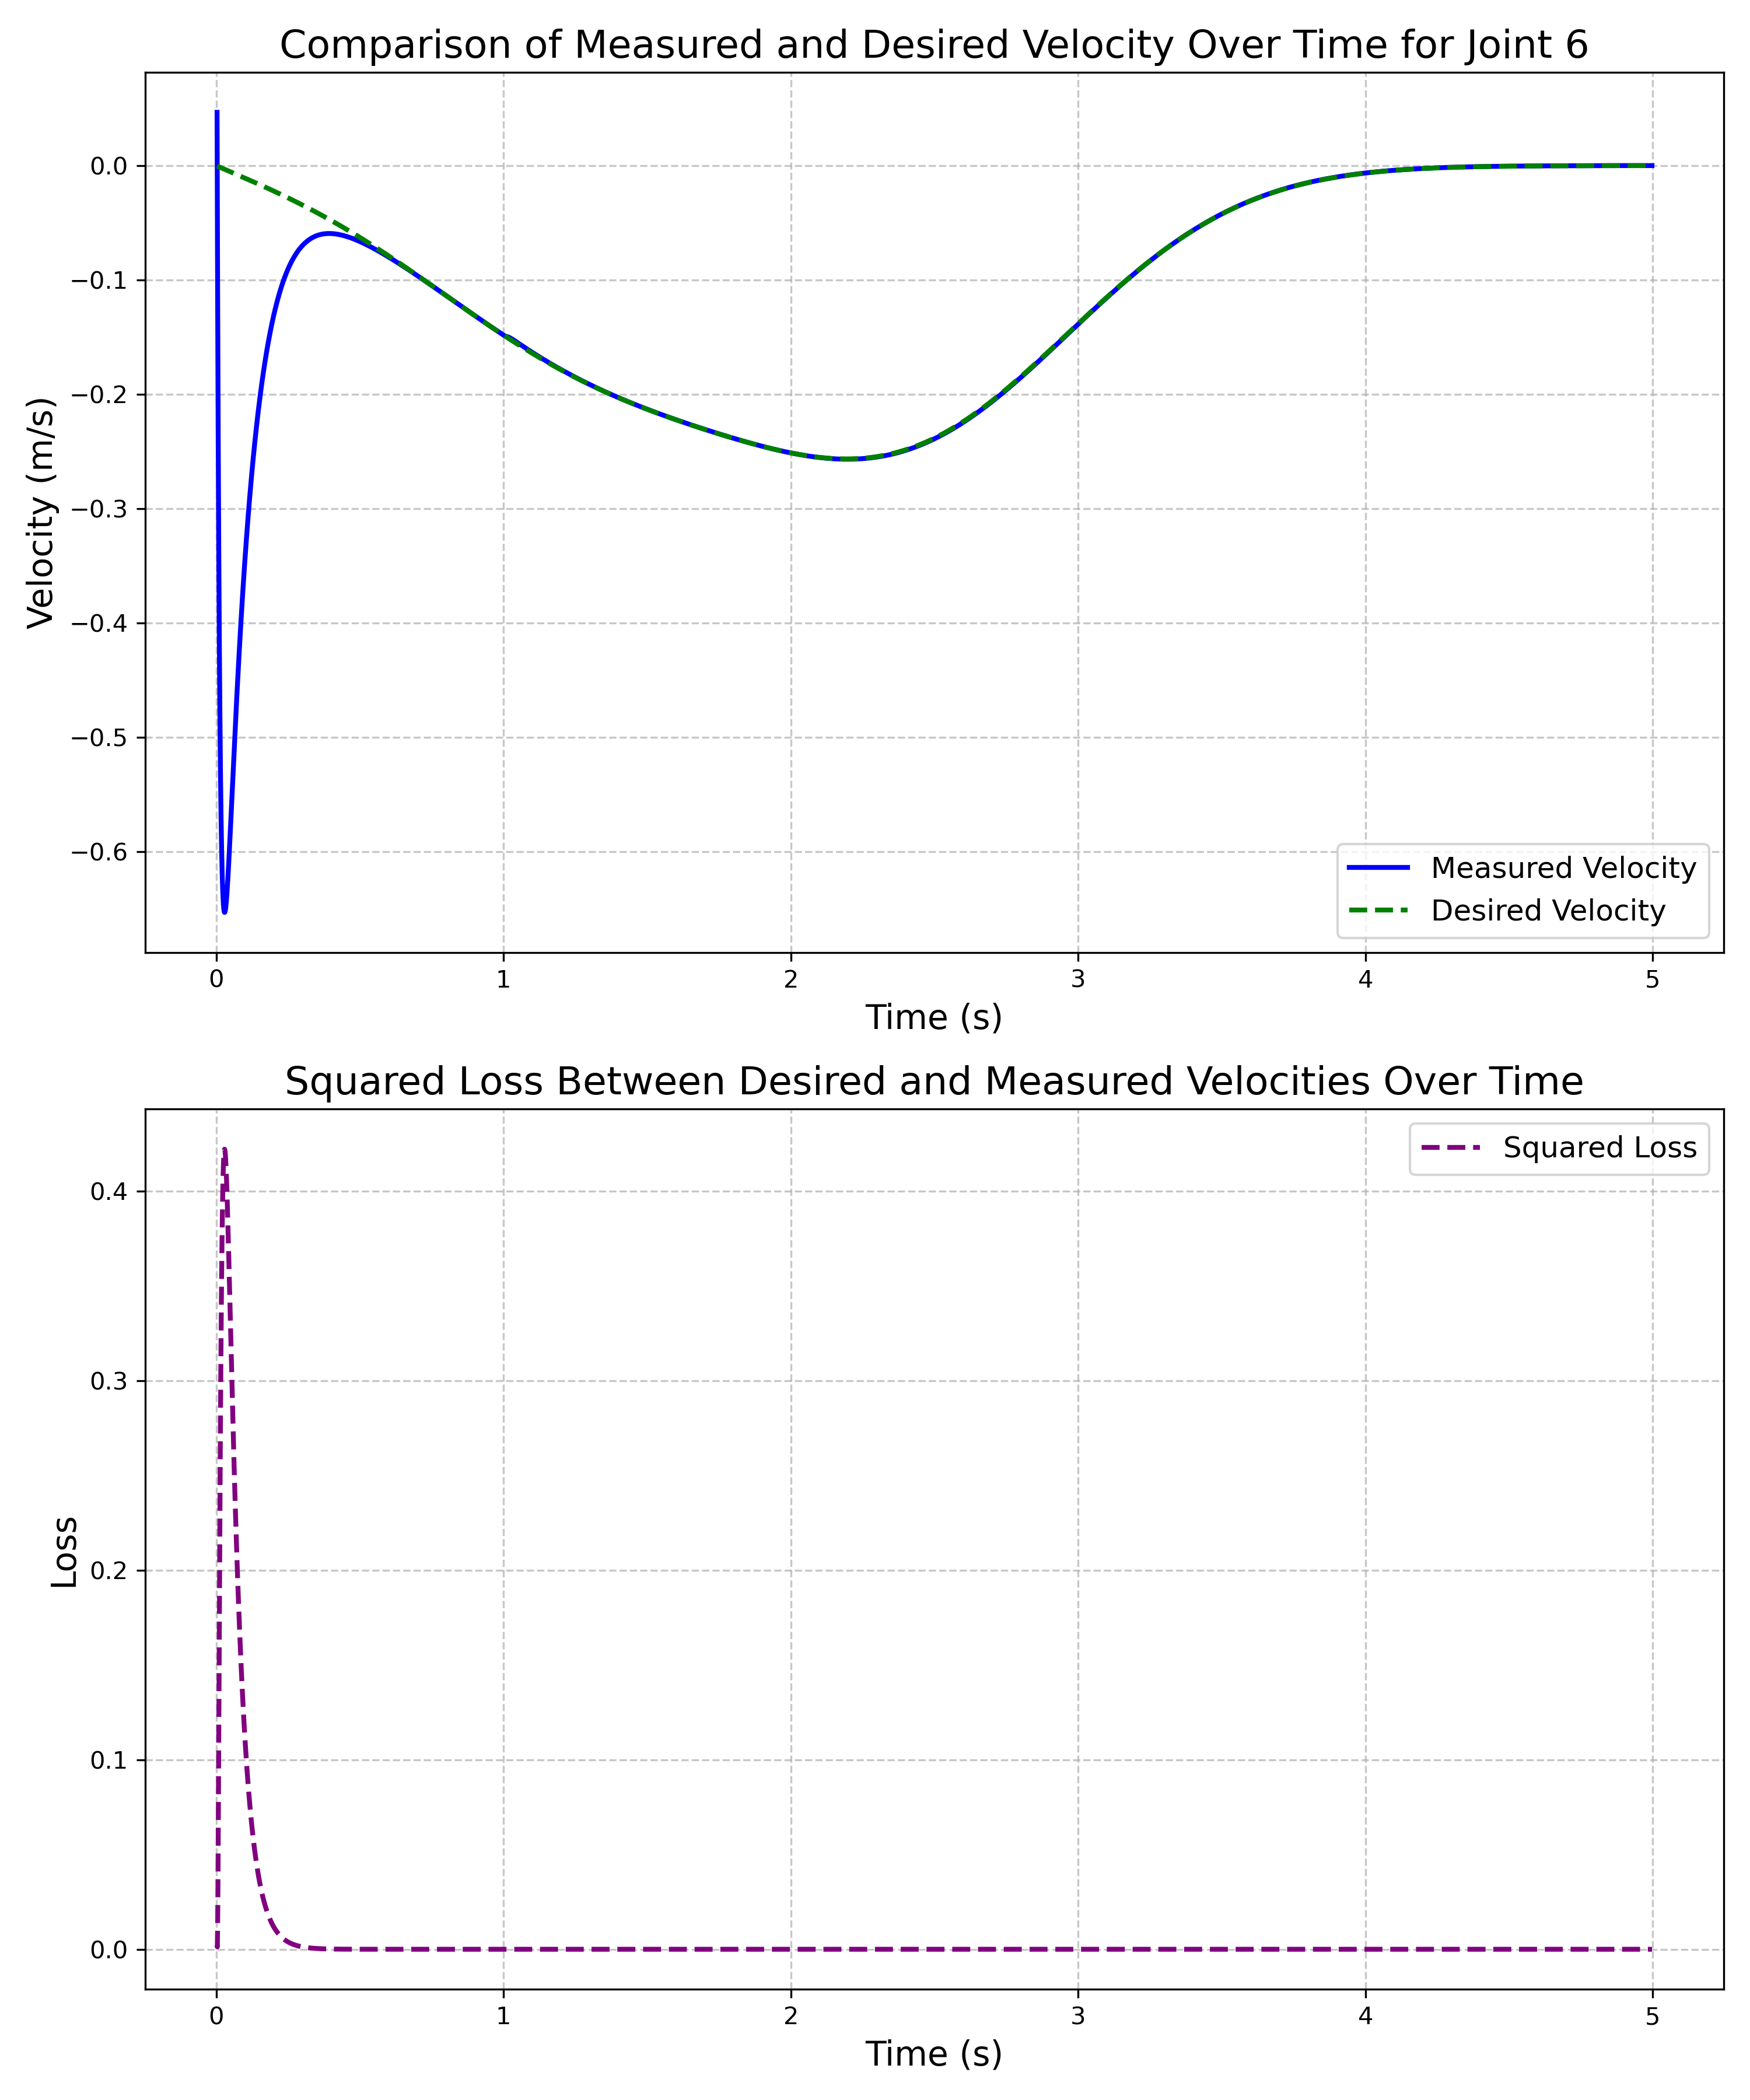 Comparison of Measured and Desired Velocity Over Time for Joint 6
Velocity (m/s)
0.0
−0.1
−0.2
−0.3
−0.4
−0.5
−0.6
Measured Velocity
Desired Velocity
0 1 2 3 4 5
Time (s)
Squared Loss Between Desired and Measured Velocities Over Time
Squared Loss
Loss
0.4
0.3
0.2
0.1
0.0
0 1 2 3 4 5
Time (s)